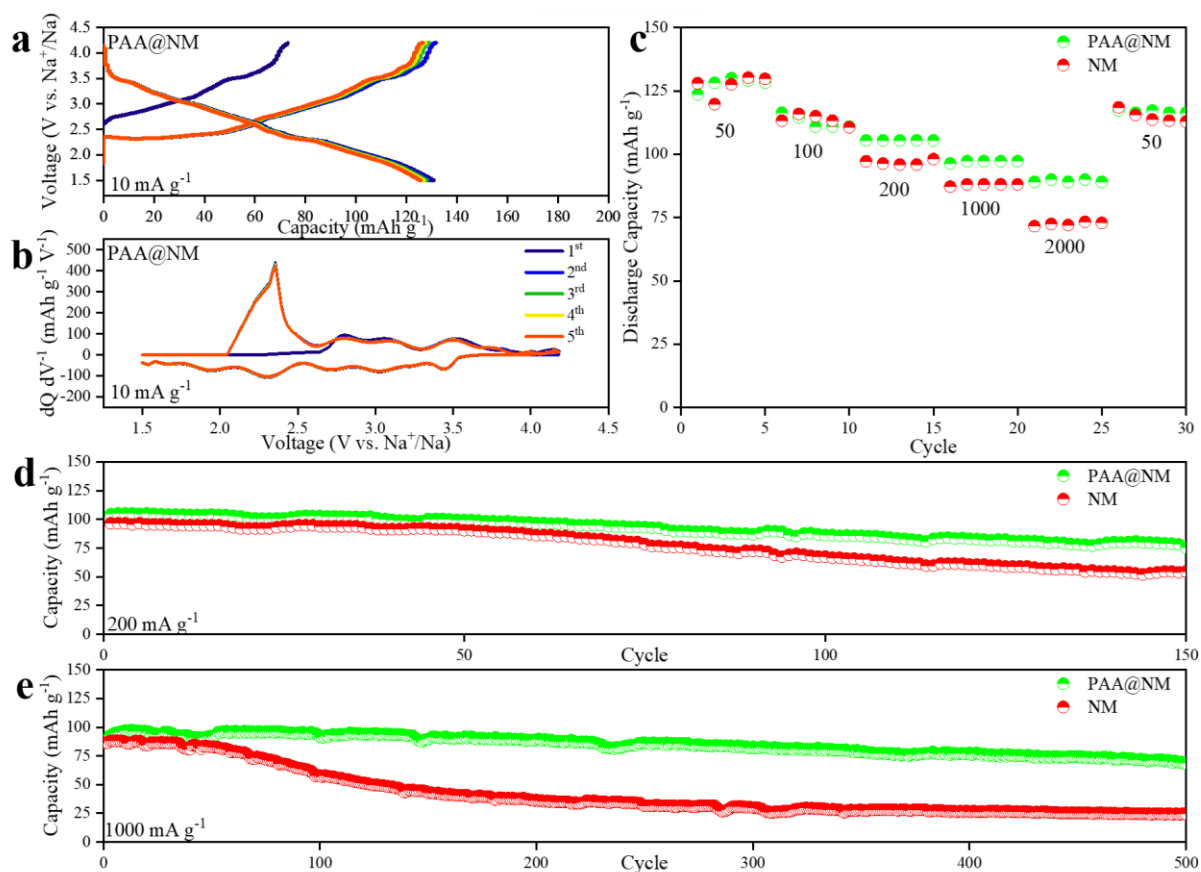 a
PAA@NM
Voltage (V vs. Na⁺/Na)
4.5
4.0
3.5
3.0
2.5
2.0
1.5
10 mA g⁻¹
0 20 40 60 80 100 120 140 160 180 200
Capacity (mAh g⁻¹)
b
PAA@NM
dQ dV⁻¹ (mAh g⁻¹ V⁻¹)
500
400
300
200
100
0
-100
-200
1ˢᵗ
2ⁿᵈ
3ʳᵈ
4ᵗʰ
5ᵗʰ
10 mA g⁻¹
1.5 2.0 2.5 3.0 3.5 4.0 4.5
Voltage (V vs. Na⁺/Na)
c
PAA@NM
NM
Discharge Capacity (mAh g⁻¹)
150
125
100
75
50
25
0
50
100
200
1000
2000
50
0 5 10 15 20 25 30
Cycle
d
PAA@NM
NM
Capacity (mAh g⁻¹)
150
125
100
75
50
25
0
200 mA g⁻¹
0 50 100 150
Cycle
e
PAA@NM
NM
Capacity (mAh g⁻¹)
150
125
100
75
50
25
0
1000 mA g⁻¹
0 100 200 300 400 500
Cycle